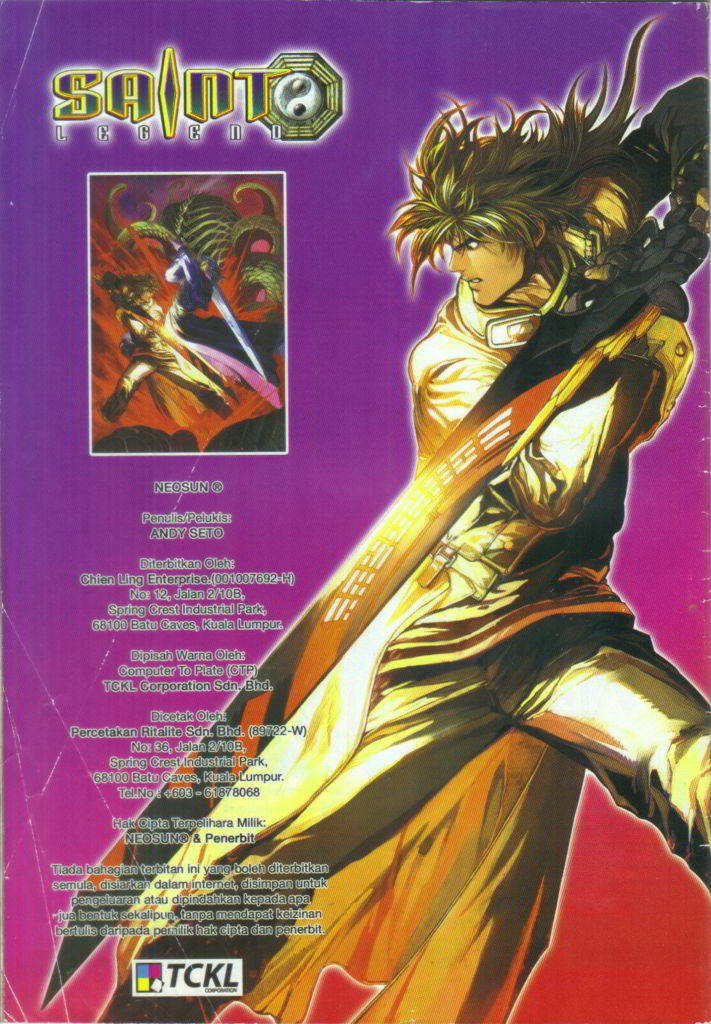 SAINT
LEGEND
NEOSUN ®
Penulis/Pelukis:
ANDY SETO
Diterbitkan Oleh:
Chien Ling Enterprise.(001007692-H)
No: 12, Jalan 2/10B,
Spring Crest Industrial Park,
68100 Batu Caves, Kuala Lumpur.
Dipisah Warna Oleh:
Computer To Plate (CTP)
TCKL Corporation Sdn. Bhd.
Dicetak Oleh:
Percetakan Ritalite Sdn. Bhd. (89722-W)
No: 36, Jalan 2/10B,
Spring Crest Industrial Park,
68100 Batu Caves, Kuala Lumpur.
Tel.No : +603 - 61878068
Hak Cipta Terpelihara Milik:
NEOSUN® & Penerbit
Tiada bahagian terbitan ini yang boleh diterbitkan
semula, disiarkan dalam internet, disimpan untuk
pengeluaran atau dipindahkan kepada apa
jua bentuk sekalipun, tanpa mendapat keizinan
bertulis daripada pemilik hak cipta dan penerbit.
TCKL
CORPORATION